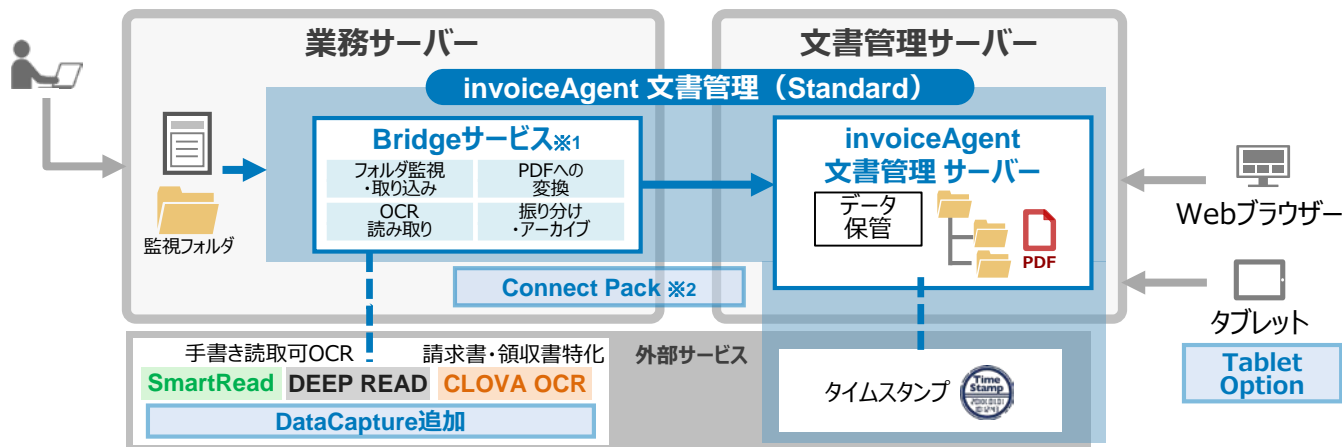 業務サーバー
文書管理サーバー
invoiceAgent 文書管理（Standard）
監視フォルダ
Bridgeサービス※1
フォルダ監視
・取り込み
PDFへの
変換
OCR
読み取り
振り分け
・アーカイブ
invoiceAgent
文書管理 サーバー
データ
保管
PDF
Webブラウザー
タブレット
Tablet
Option
Connect Pack ※2
外部サービス
手書き読取可OCR
請求書・領収書特化
SmartRead
DEEP READ
CLOVA OCR
DataCapture追加
タイムスタンプ
Time
Stamp